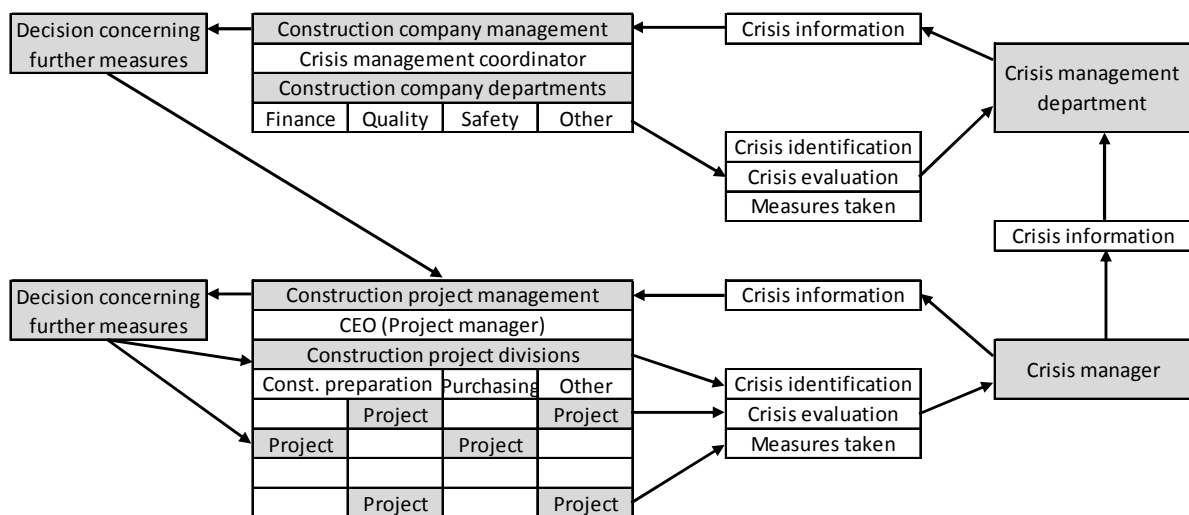 Decision concerning
further measures
Construction company management
Crisis management coordinator
Construction company departments
Finance Quality Safety Other
Crisis information
Crisis management
department
Crisis identification
Crisis evaluation
Measures taken
Crisis information
Decision concerning
further measures
Construction project management
CEO (Project manager)
Construction project divisions
Const. preparation Purchasing Other
Project Project
Project Project
Project Project
Crisis information
Crisis identification
Crisis evaluation
Measures taken
Crisis manager